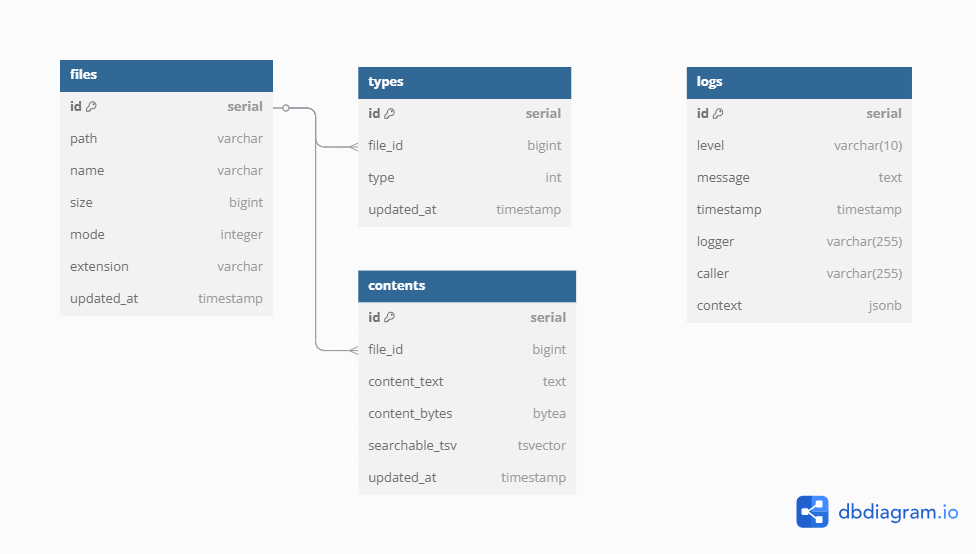 files
id serial
path varchar
name varchar
size bigint
mode integer
extension varchar
updated_at timestamp
types
id serial
file_id bigint
type int
updated_at timestamp
contents
id serial
file_id bigint
content_text text
content_bytes bytea
searchable_tsv tsvector
updated_at timestamp
logs
id serial
level varchar(10)
message text
timestamp timestamp
logger varchar(255)
caller varchar(255)
context jsonb
dbdiagram.io